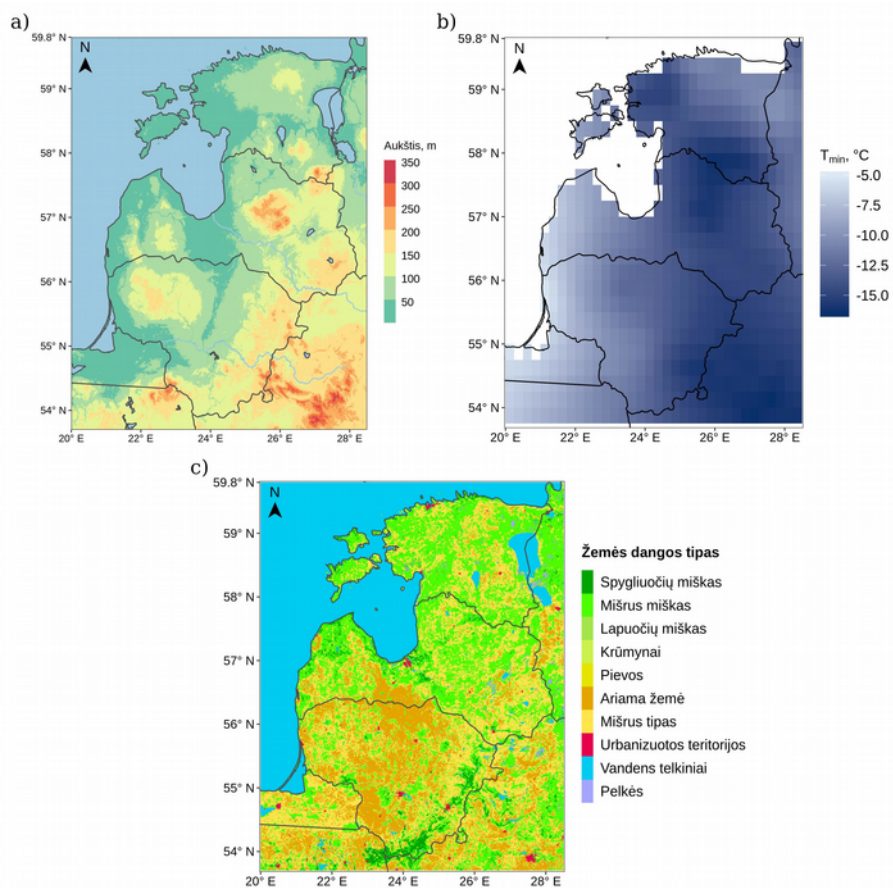 a)
59.8° N
59° N
58° N
57° N
56° N
55° N
54° N
20° E
22° E
24° E
26° E
28° E
N
Aukštis, m
350
300
250
200
150
100
50
b)
59.8° N
59° N
58° N
57° N
56° N
55° N
54° N
20° E
22° E
24° E
26° E
28° E
N
Tmin, °C
-5.0
-7.5
-10.0
-12.5
-15.0
c)
59.8° N
59° N
58° N
57° N
56° N
55° N
54° N
20° E
22° E
24° E
26° E
28° E
N
Žemės dangos tipas
Spygliuočių miškas
Mišrus miškas
Lapuočių miškas
Krūmynai
Pievos
Ariama žemė
Mišrus tipas
Urbanizuotos teritorijos
Vandens telkiniai
Pelkės